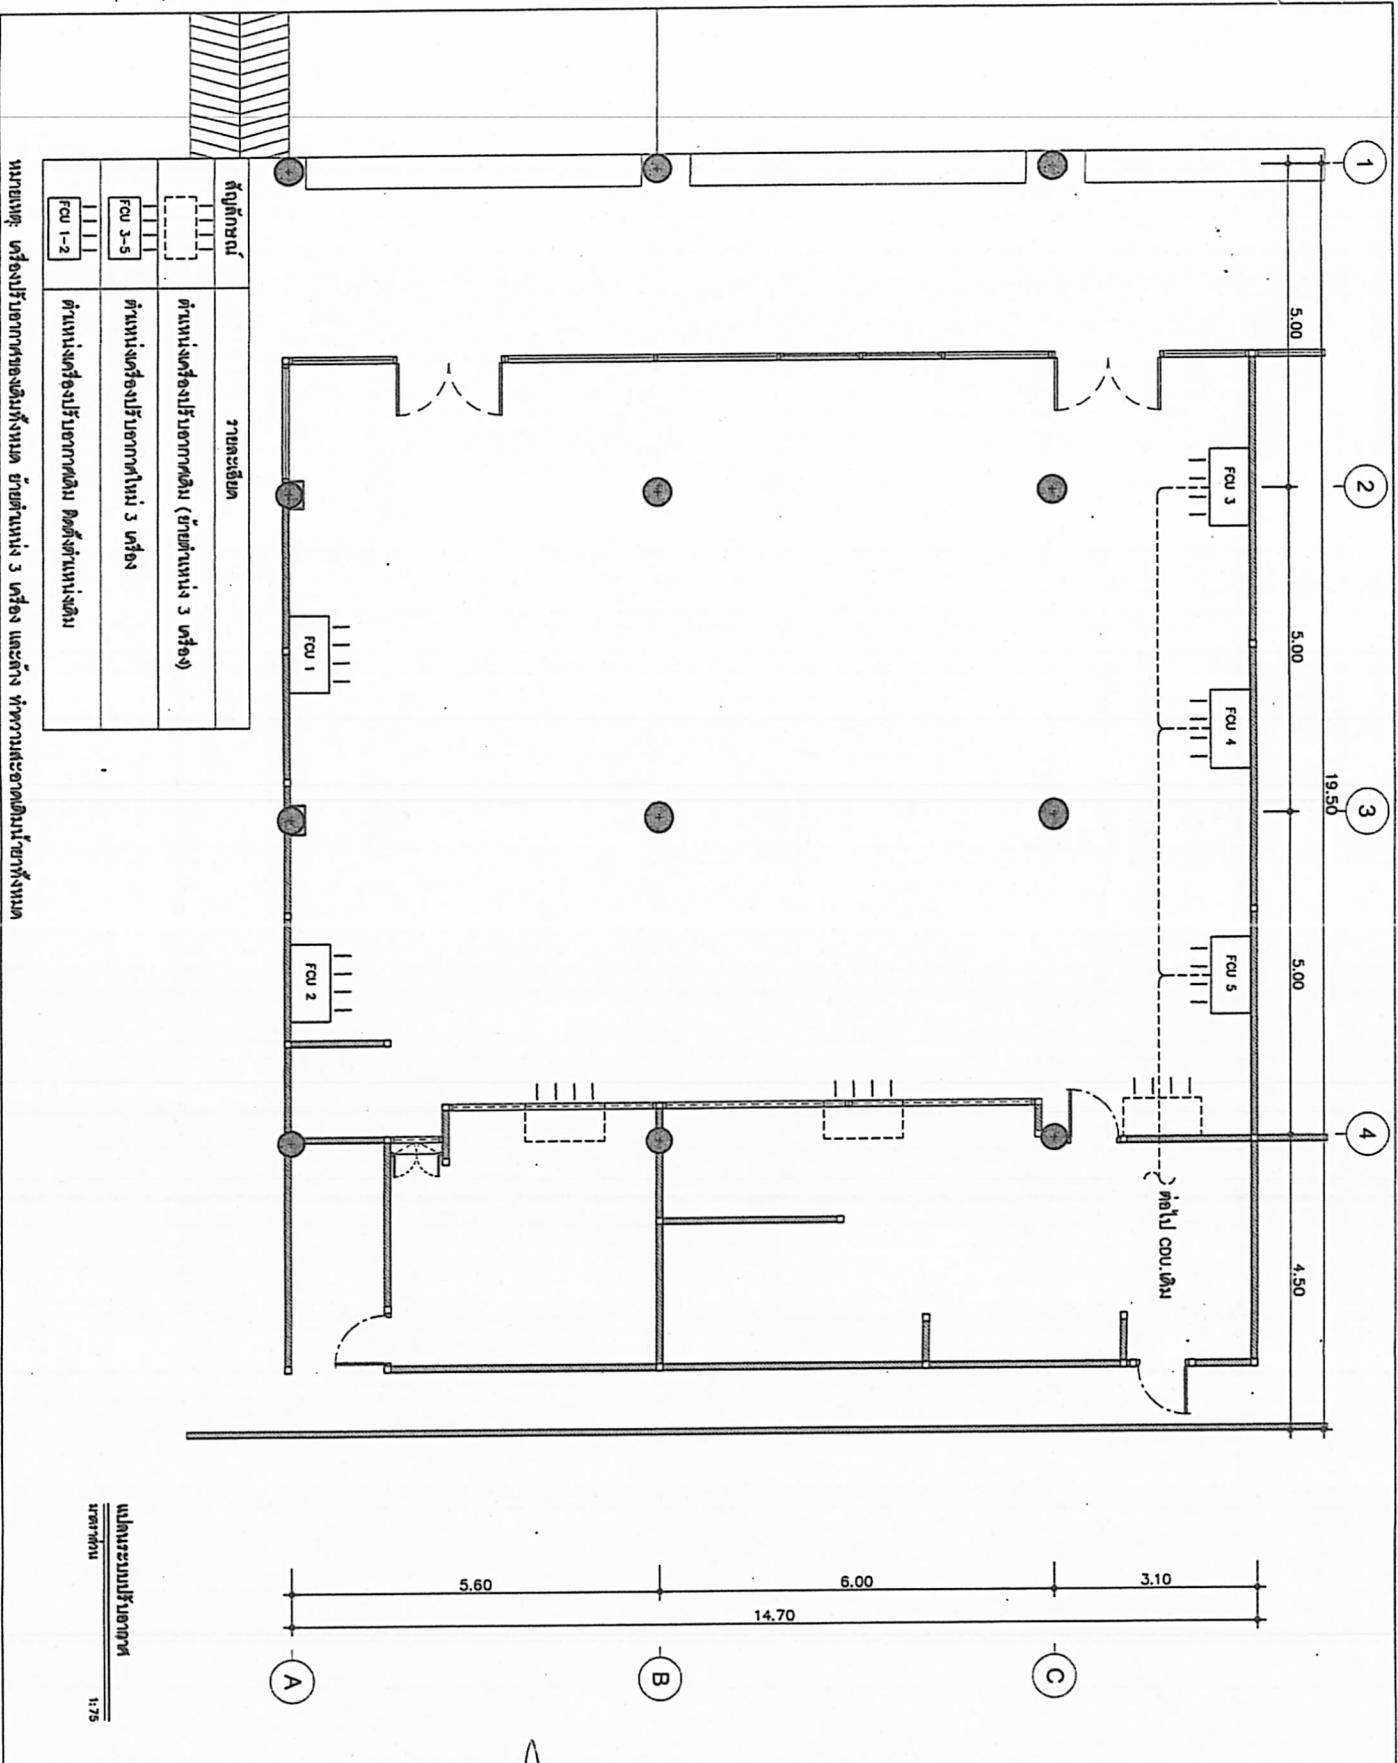 1
2
3
4
5.00
5.00
5.00
4.50
19.50
FCU 3
FCU 4
FCU 5
FCU 1
FCU 2
ต่อไป CDU.เดิม
5.60
6.00
3.10
14.70
A
B
C
สัญลักษณ์
รายละเอียด
ตำแหน่งเครื่องปรับอากาศเดิม (ย้ายตำแหน่ง 3 เครื่อง)
FCU 3-5
ตำแหน่งเครื่องปรับอากาศใหม่ 3 เครื่อง
FCU 1-2
ตำแหน่งเครื่องปรับอากาศเดิม ติดตั้งตำแหน่งเดิม
หมายเหตุ: เครื่องปรับอากาศของเดิมทั้งหมด ย้ายตำแหน่ง 3 เครื่อง และล้าง ทำความสะอาดเติมน้ำยาทั้งหมด
แปลนระบบปรับอากาศ
มาตราส่วน 1:75